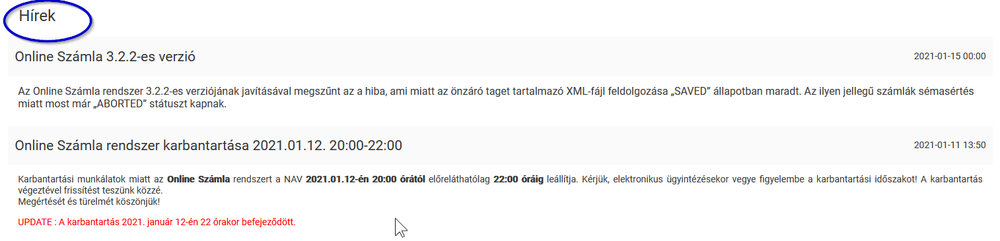 Hírek
Online Számla 3.2.2-es verzió
2021-01-15 00:00
Az Online Számla rendszer 3.2.2-es verziójának javításával megszűnt az a hiba, ami miatt az önzáró taget tartalmazó XML-fájl feldolgozása „SAVED” állapotban maradt. Az ilyen jellegű számlák sémasértés
miatt most már „ABORTED” státuszt kapnak.
Online Számla rendszer karbantartása 2021.01.12. 20:00-22:00
2021-01-11 13:50
Karbantartási munkálatok miatt az Online Számla rendszert a NAV 2021.01.12-én 20:00 órától előreláthatólag 22:00 óráig leállítja. Kérjük, elektronikus ügyintézésekor vegye figyelembe a karbantartási időszakot! A karbantartás
végeztével frissítést teszünk közzé.
Megértését és türelmét köszönjük!
UPDATE : A karbantartás 2021. január 12-én 22 órakor befejeződött.